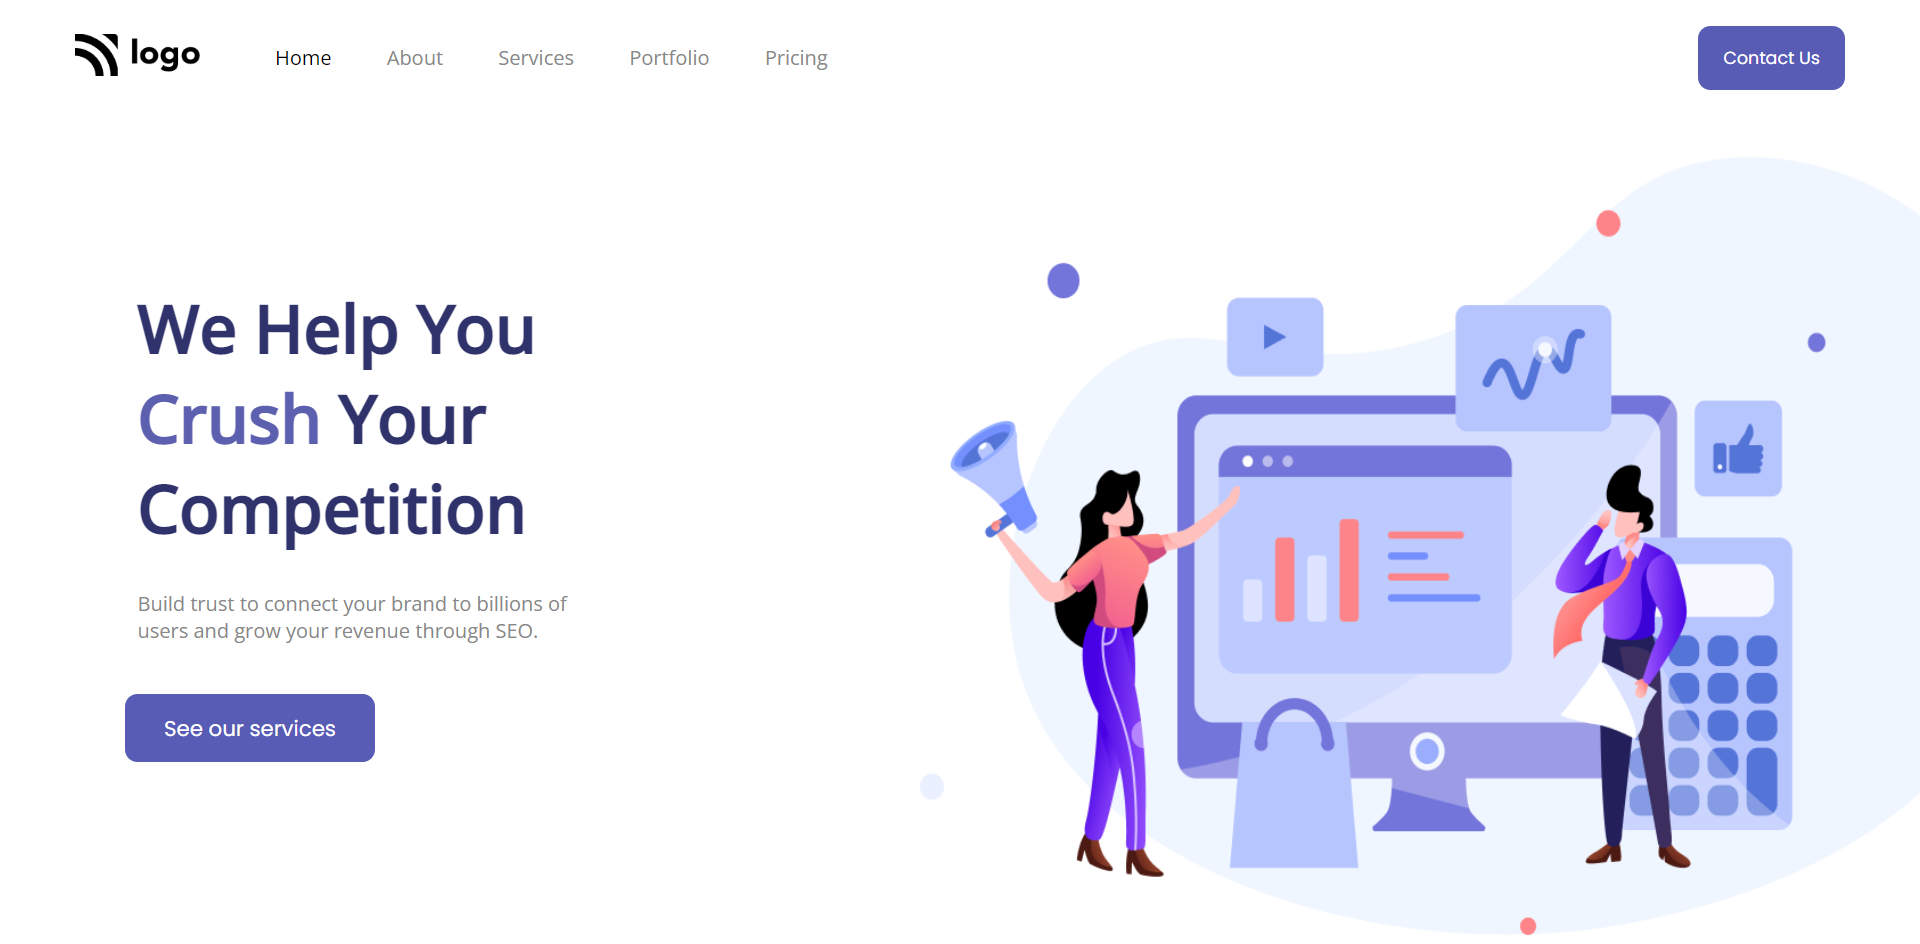 logo
Home About Services Portfolio Pricing
Contact Us
We Help You
Crush Your
Competition
Build trust to connect your brand to billions of
users and grow your revenue through SEO.
See our services